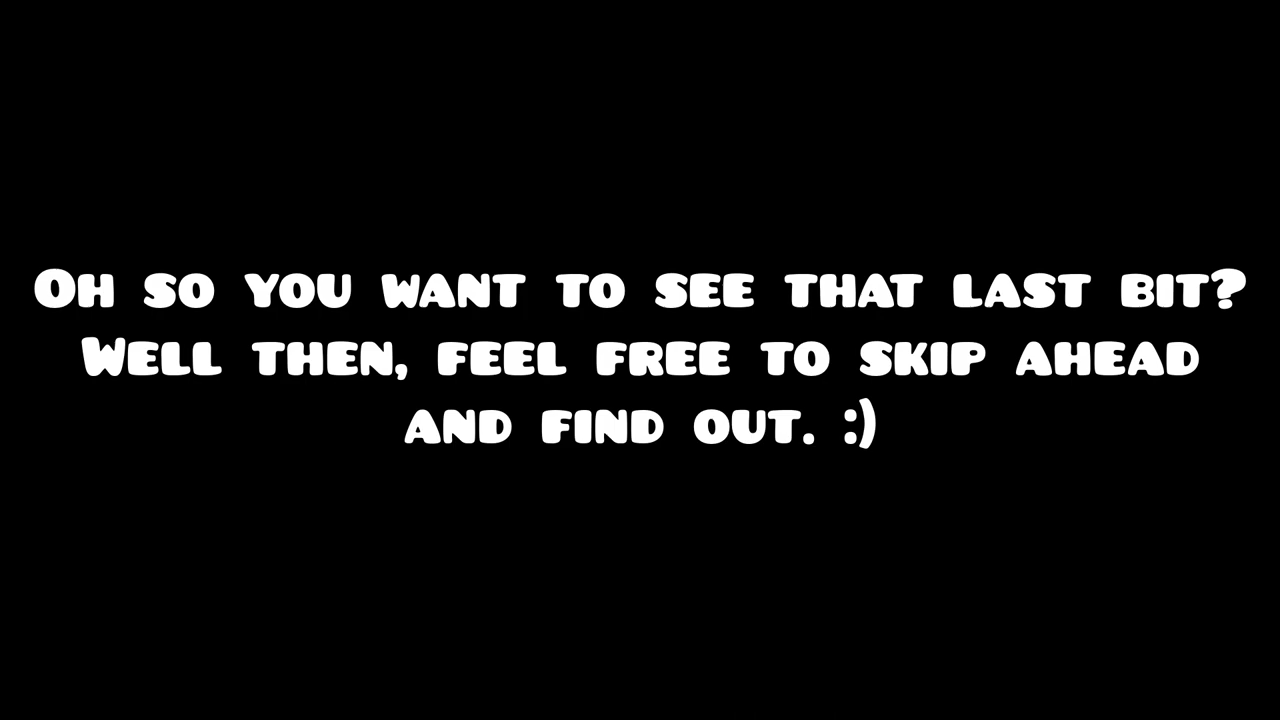 Oh so you want to see that last bit?
Well then, feel free to skip ahead
and find out. :)